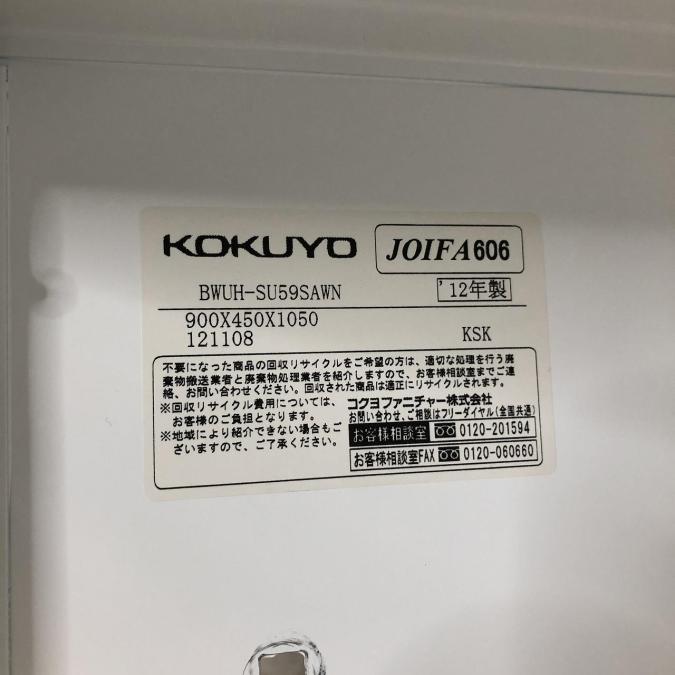 KOKUYO JOIFA606
BWUH-SU59SAWN '12年製
900X450X1050
121108 KSK
不要になった商品の回収リサイクルをご希望の方は、適切な処理を行う廃
棄物搬送業者と廃棄物処理業者を紹介しますので、お客様相談室までご連
絡、お問い合わせください。回収された商品は適正にリサイクルされます。
※回収リサイクル費用については、
お客様のご負担となります。
※地域により紹介できない場合もご
ざいますので、ご了承ください。
コクヨファニチャー株式会社
お問い合わせ、ご相談はフリーダイヤル(全国共通)
お客様相談室 0120-201594
お客様相談室FAX 0120-060660